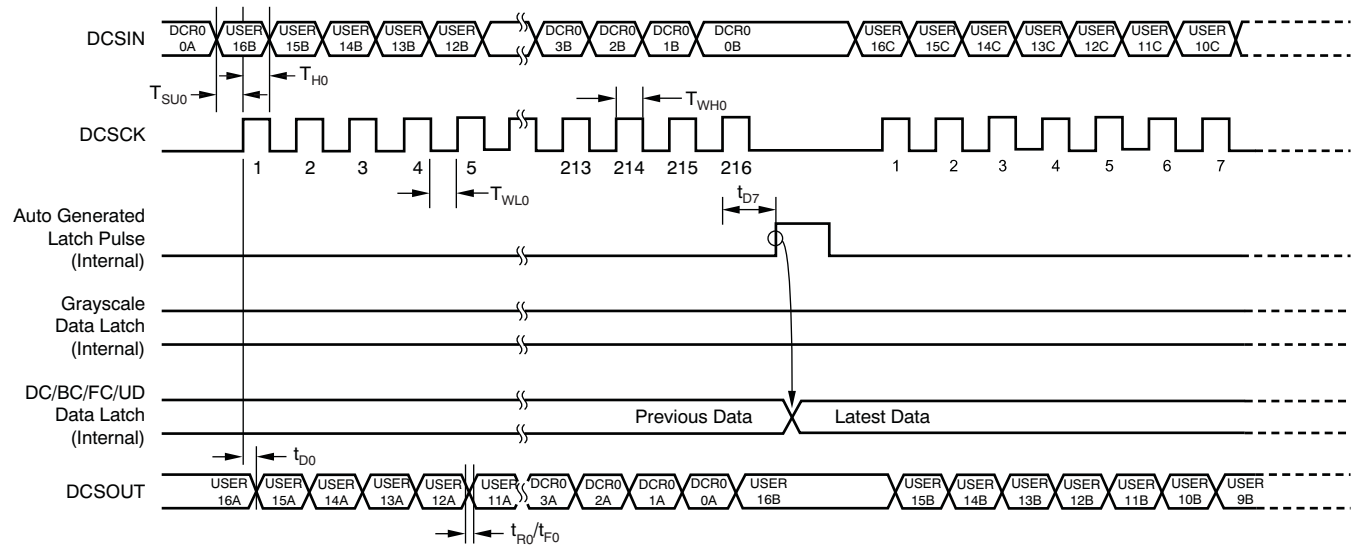 DCSIN
DCR0 0A
USER 16B
USER 15B
USER 14B
USER 13B
USER 12B
DCR0 3B
DCR0 2B
DCR0 1B
DCR0 0B
USER 16C
USER 15C
USER 14C
USER 13C
USER 12C
USER 11C
USER 10C
TH0
TSU0
TWH0
DCSCK
1 2 3 4 5 213 214 215 216 1 2 3 4 5 6 7
TWL0
tD7
Auto Generated
Latch Pulse
(Internal)
Grayscale
Data Latch
(Internal)
DC/BC/FC/UD
Data Latch
(Internal)
Previous Data
Latest Data
tD0
DCSOUT
USER 16A
USER 15A
USER 14A
USER 13A
USER 12A
USER 11A
DCR0 3A
DCR0 2A
DCR0 1A
DCR0 0A
USER 16B
USER 15B
USER 14B
USER 13B
USER 12B
USER 11B
USER 10B
USER 9B
tR0/tF0